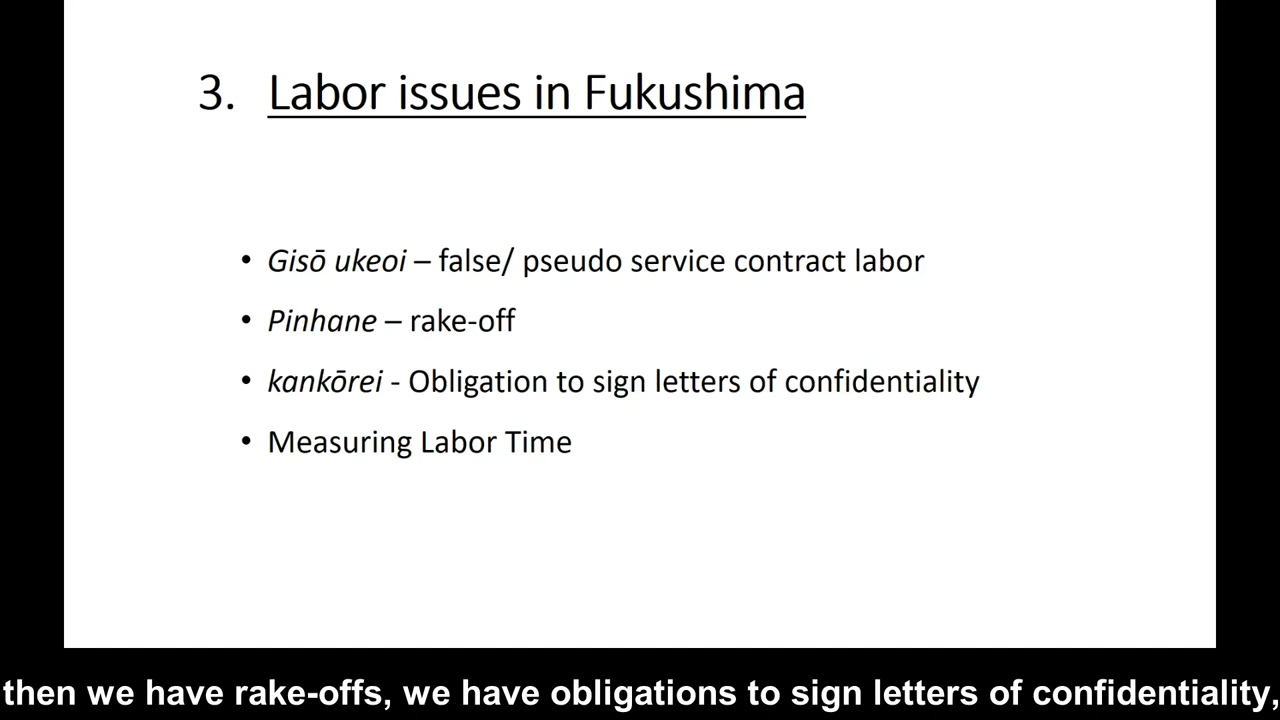 3. Labor issues in Fukushima
• Gisō ukeoi – false/ pseudo service contract labor
• Pinhane – rake-off
• kankōrei - Obligation to sign letters of confidentiality
• Measuring Labor Time
then we have rake-offs, we have obligations to sign letters of confidentiality,